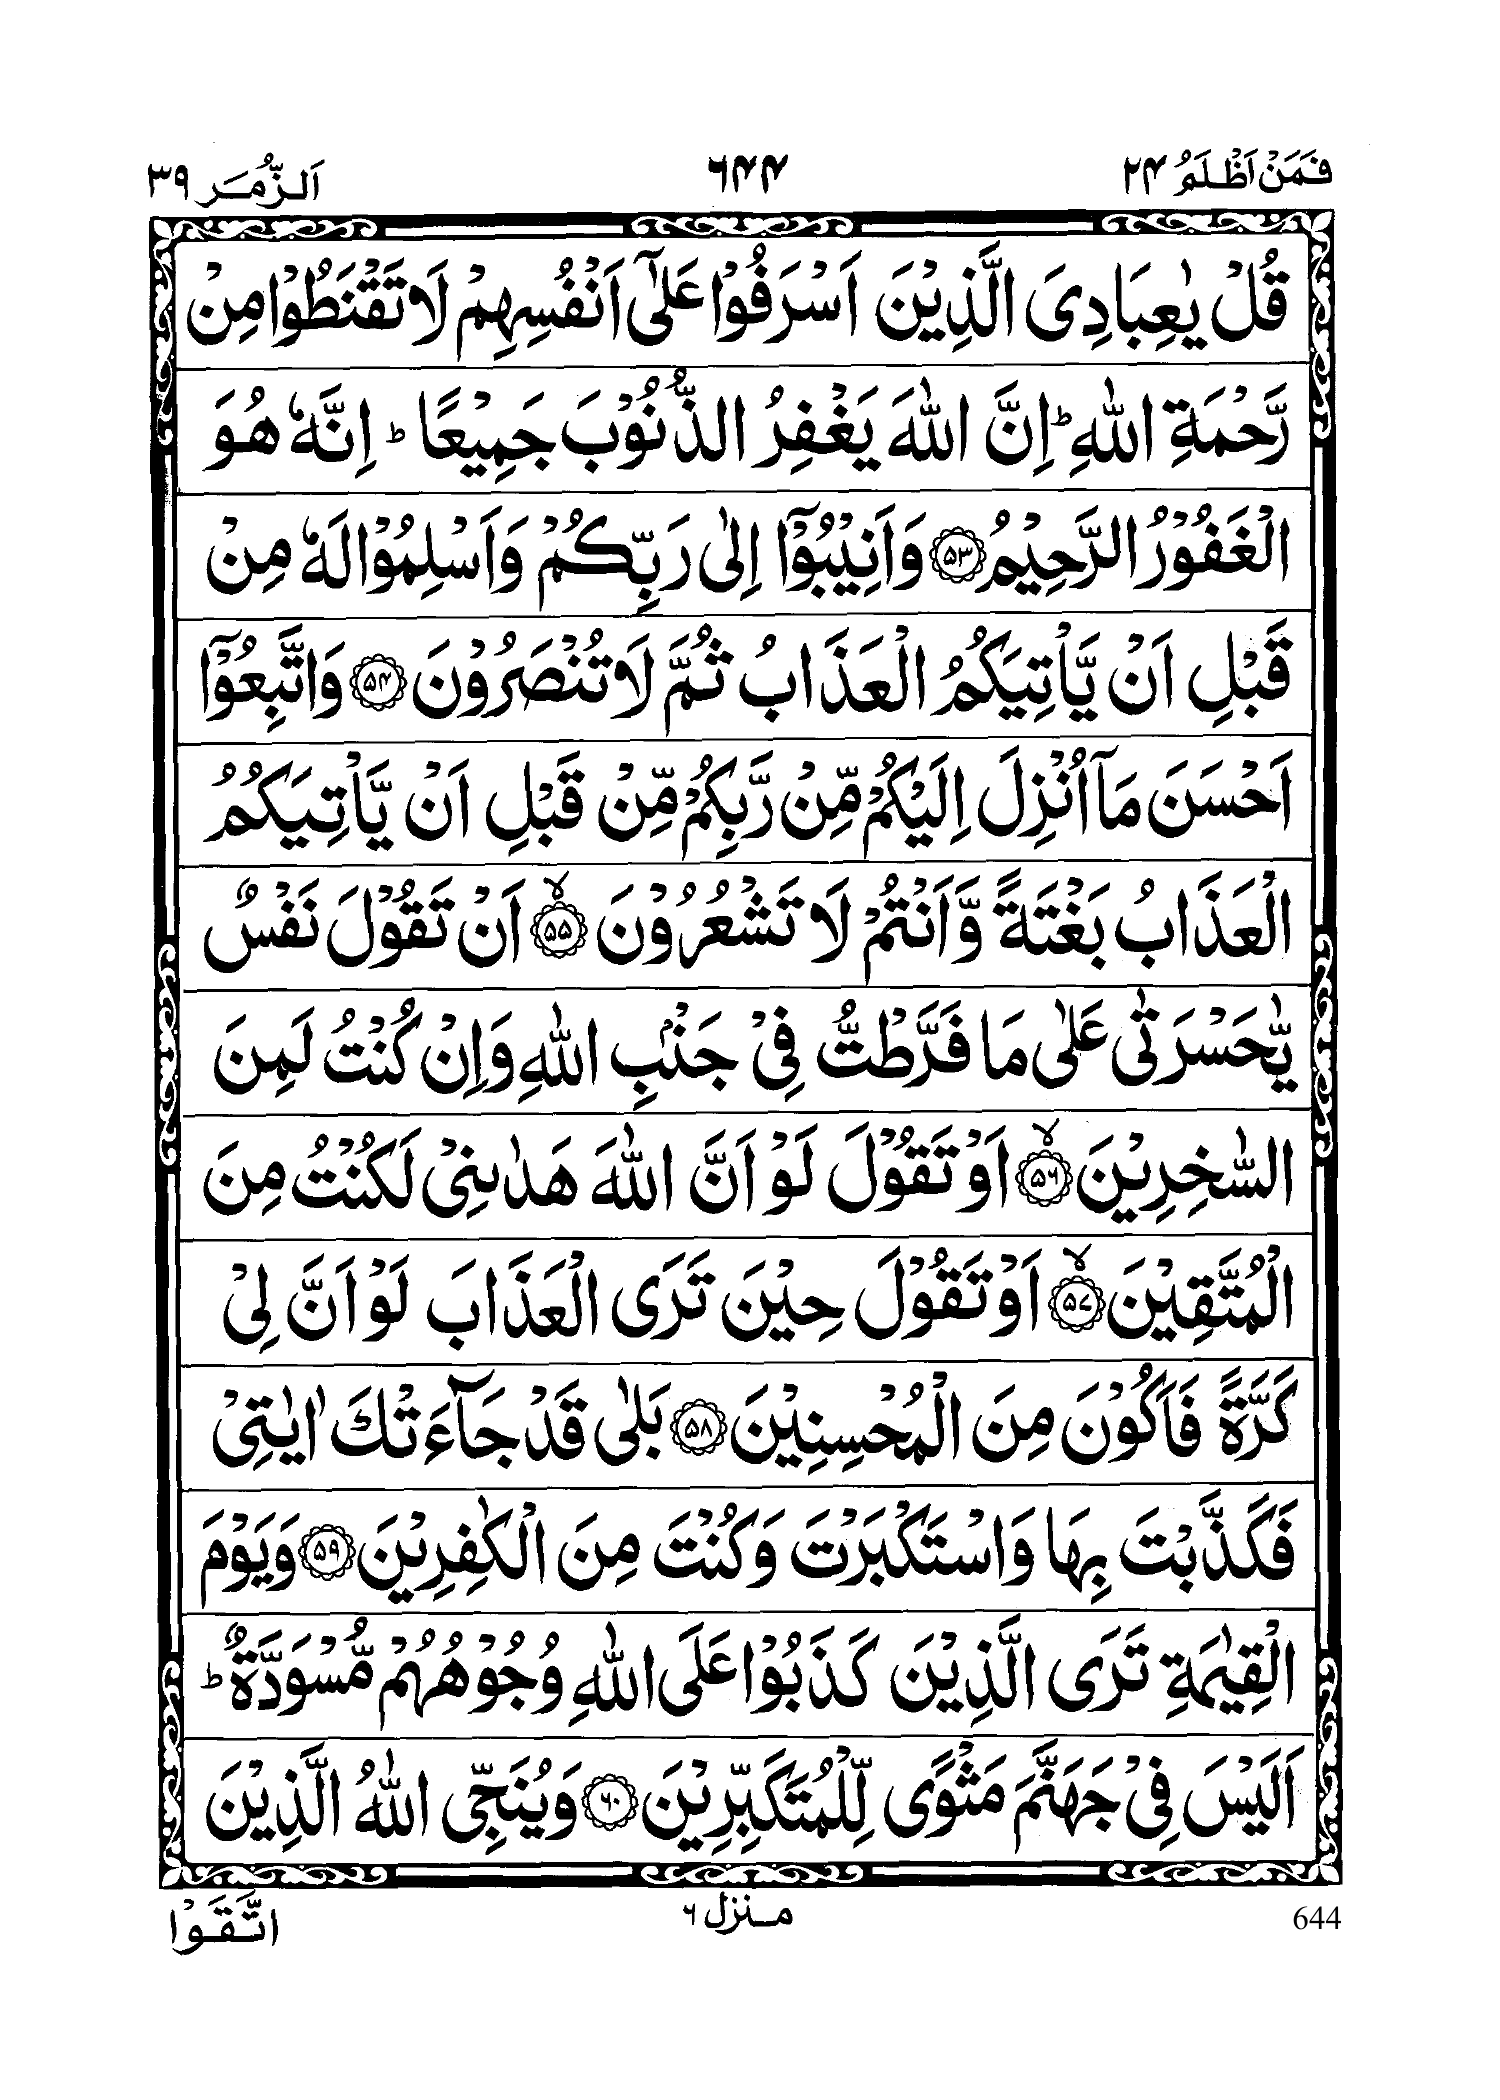 فَمَنْ اَظْلَمُ ۲۴ ۶۴۴ اَلزُّمَر ۳۹
قُلْ يٰعِبَادِىَ الَّذِيْنَ اَسْرَفُوْا عَلٰٓى اَنْفُسِهِمْ لَا تَقْنَطُوْا مِنْ
رَّحْمَةِ اللّٰهِ ؕ اِنَّ اللّٰهَ يَغْفِرُ الذُّنُوْبَ جَمِيْعًا ؕ اِنَّهٗ هُوَ
الْغَفُوْرُ الرَّحِيْمُ ﴿۵۳﴾ وَاَنِيْبُوْٓا اِلٰى رَبِّكُمْ وَاَسْلِمُوْا لَهٗ مِنْ
قَبْلِ اَنْ يَّاْتِيَكُمُ الْعَذَابُ ثُمَّ لَا تُنْصَرُوْنَ ﴿۵۴﴾ وَاتَّبِعُوْٓا
اَحْسَنَ مَآ اُنْزِلَ اِلَيْكُمْ مِّنْ رَّبِّكُمْ مِّنْ قَبْلِ اَنْ يَّاْتِيَكُمُ
الْعَذَابُ بَغْتَةً وَّاَنْتُمْ لَا تَشْعُرُوْنَ ﴿۵۵﴾ۙ اَنْ تَقُوْلَ نَفْسٌ
يّٰحَسْرَتٰى عَلٰى مَا فَرَّطْتُّ فِىْ جَنْۢبِ اللّٰهِ وَاِنْ كُنْتُ لَمِنَ
السّٰخِرِيْنَ ﴿۵۶﴾ۙ اَوْ تَقُوْلَ لَوْ اَنَّ اللّٰهَ هَدٰىنِىْ لَكُنْتُ مِنَ
الْمُتَّقِيْنَ ﴿۵۷﴾ۙ اَوْ تَقُوْلَ حِيْنَ تَرَى الْعَذَابَ لَوْ اَنَّ لِىْ
كَرَّةً فَاَكُوْنَ مِنَ الْمُحْسِنِيْنَ ﴿۵۸﴾ بَلٰى قَدْ جَآءَتْكَ اٰيٰتِىْ
فَكَذَّبْتَ بِهَا وَاسْتَكْبَرْتَ وَكُنْتَ مِنَ الْكٰفِرِيْنَ ﴿۵۹﴾ وَيَوْمَ
الْقِيٰمَةِ تَرَى الَّذِيْنَ كَذَبُوْا عَلَى اللّٰهِ وُجُوْهُهُمْ مُّسْوَدَّةٌ ؕ
اَلَيْسَ فِىْ جَهَنَّمَ مَثْوًى لِّلْمُتَكَبِّرِيْنَ ﴿۶۰﴾ وَيُنَجِّى اللّٰهُ الَّذِيْنَ
644 منزل ۶ اتَّقَوْا